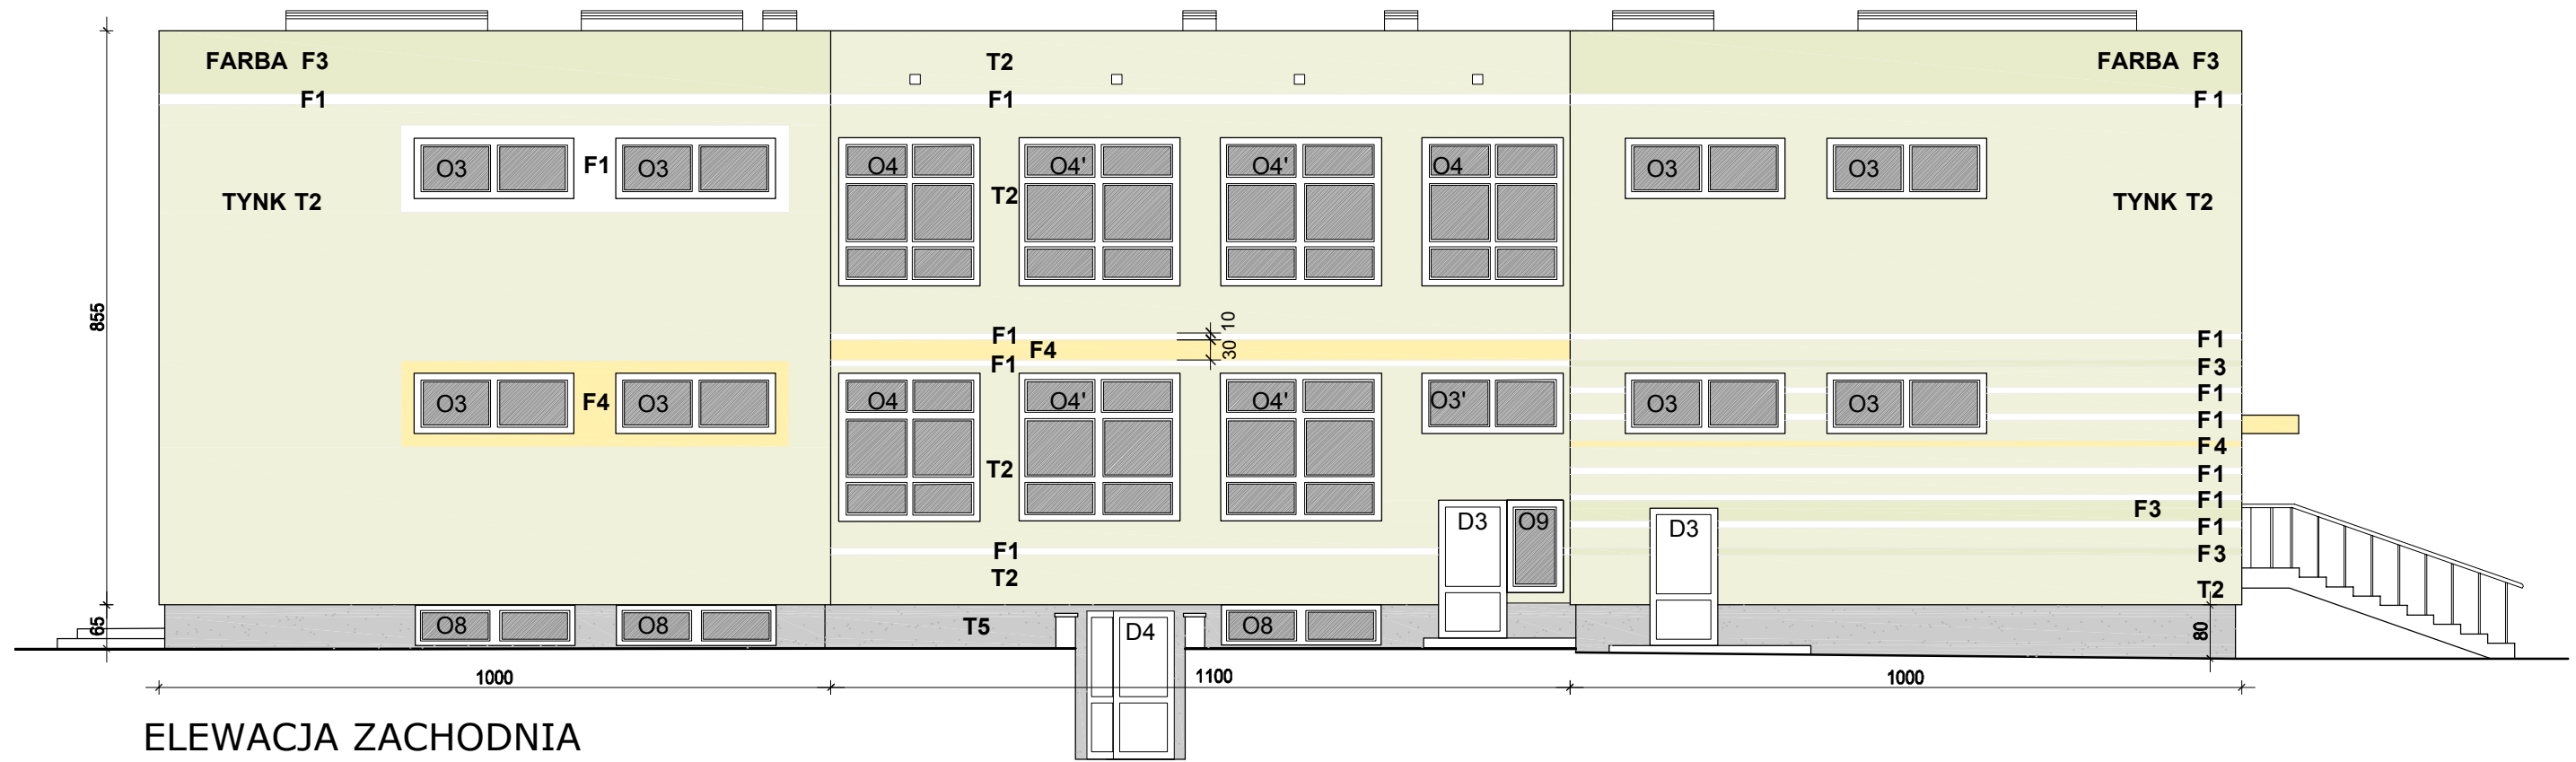 FARBA F3 T2 FARBA F3
F1 F1 F1
O3 F1 O3 O4 O4' O4' O4 O3 O3
TYNK T2 T2 TYNK T2
855
F1 10 F1
F4 30
F1 F3
F1
O3 F4 O3 O4 O4' O4' O3' O3 O3
F1
F4
T2 F1
F1
F3
D3 O9 D3 F1
F1 F3
T2 T2
65 O8 O8 T5 D4 O8 80
1000 1100 1000
ELEWACJA ZACHODNIA